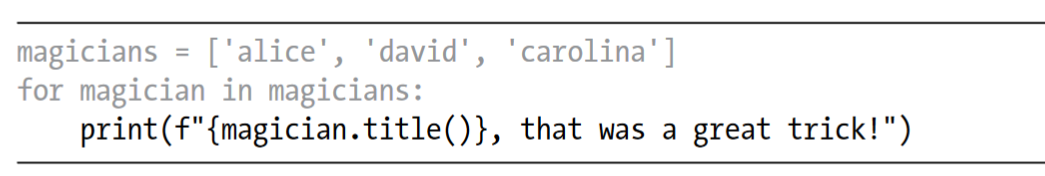 magicians = ['alice', 'david', 'carolina']
for magician in magicians:
    print(f"{magician.title()}, that was a great trick!")